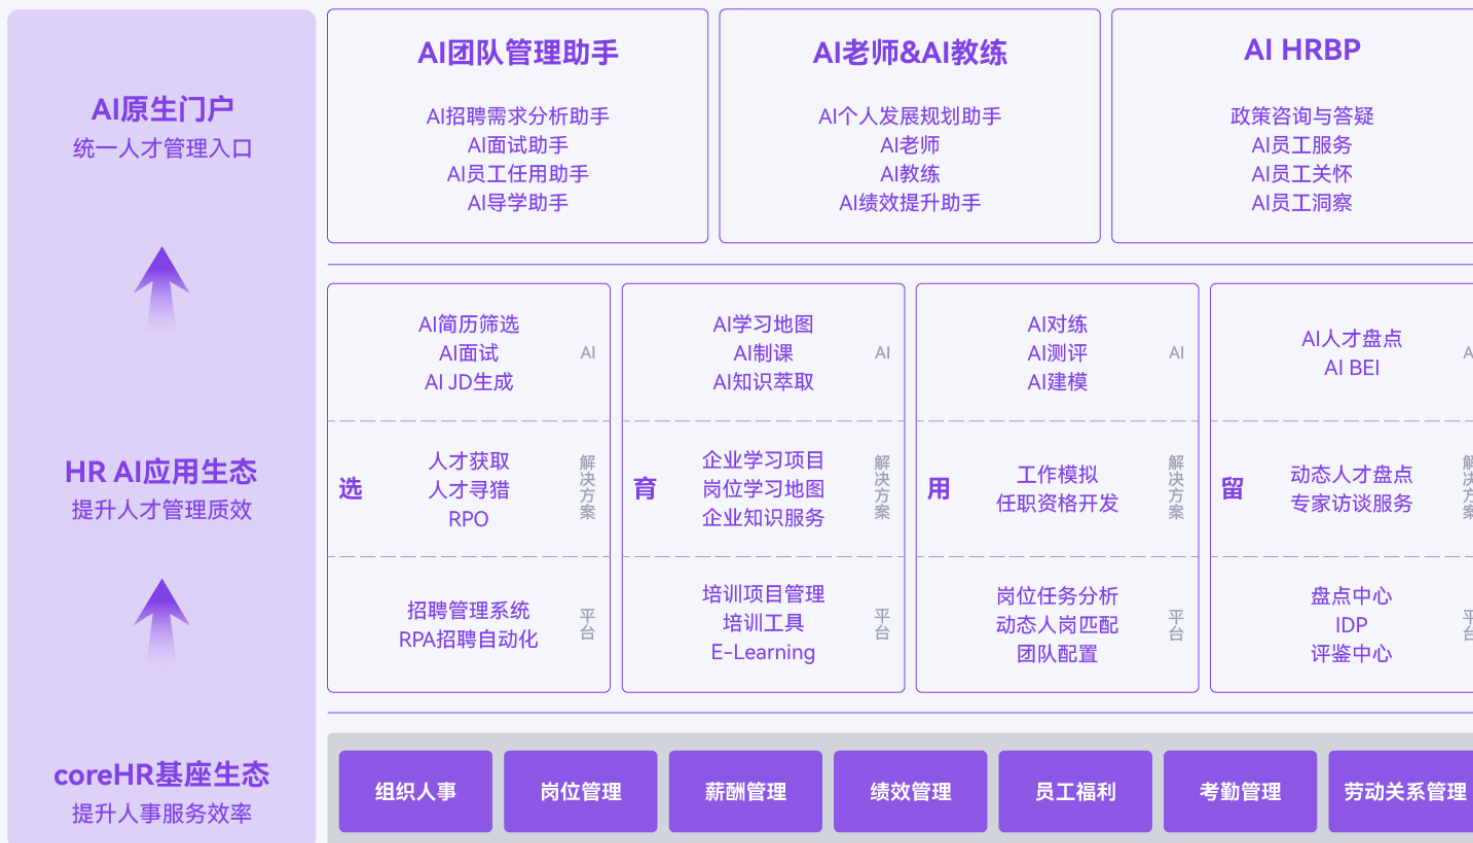 AI原生门户
统一人才管理入口
AI团队管理助手
AI招聘需求分析助手
AI面试助手
AI员工任用助手
AI导学助手
AI老师&AI教练
AI个人发展规划助手
AI老师
AI教练
AI绩效提升助手
AI HRBP
政策咨询与答疑
AI员工服务
AI员工关怀
AI员工洞察
HR AI应用生态
提升人才管理质效
选
AI简历筛选
AI面试
AI JD生成
AI
人才获取
人才寻猎
RPO
解决方案
招聘管理系统
RPA招聘自动化
平台
育
AI学习地图
AI制课
AI知识萃取
AI
企业学习项目
岗位学习地图
企业知识服务
解决方案
培训项目管理
培训工具
E-Learning
平台
用
AI对练
AI测评
AI建模
AI
工作模拟
任职资格开发
解决方案
岗位任务分析
动态人岗匹配
团队配置
平台
留
AI人才盘点
AI BEI
动态人才盘点
专家访谈服务
解决方案
盘点中心
IDP
评鉴中心
平台
coreHR基座生态
提升人事服务效率
组织人事
岗位管理
薪酬管理
绩效管理
员工福利
考勤管理
劳动关系管理